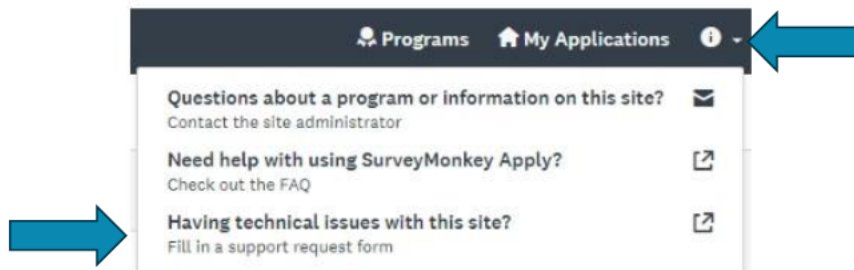 Programs My Applications
Questions about a program or information on this site?
Contact the site administrator
Need help with using SurveyMonkey Apply?
Check out the FAQ
Having technical issues with this site?
Fill in a support request form